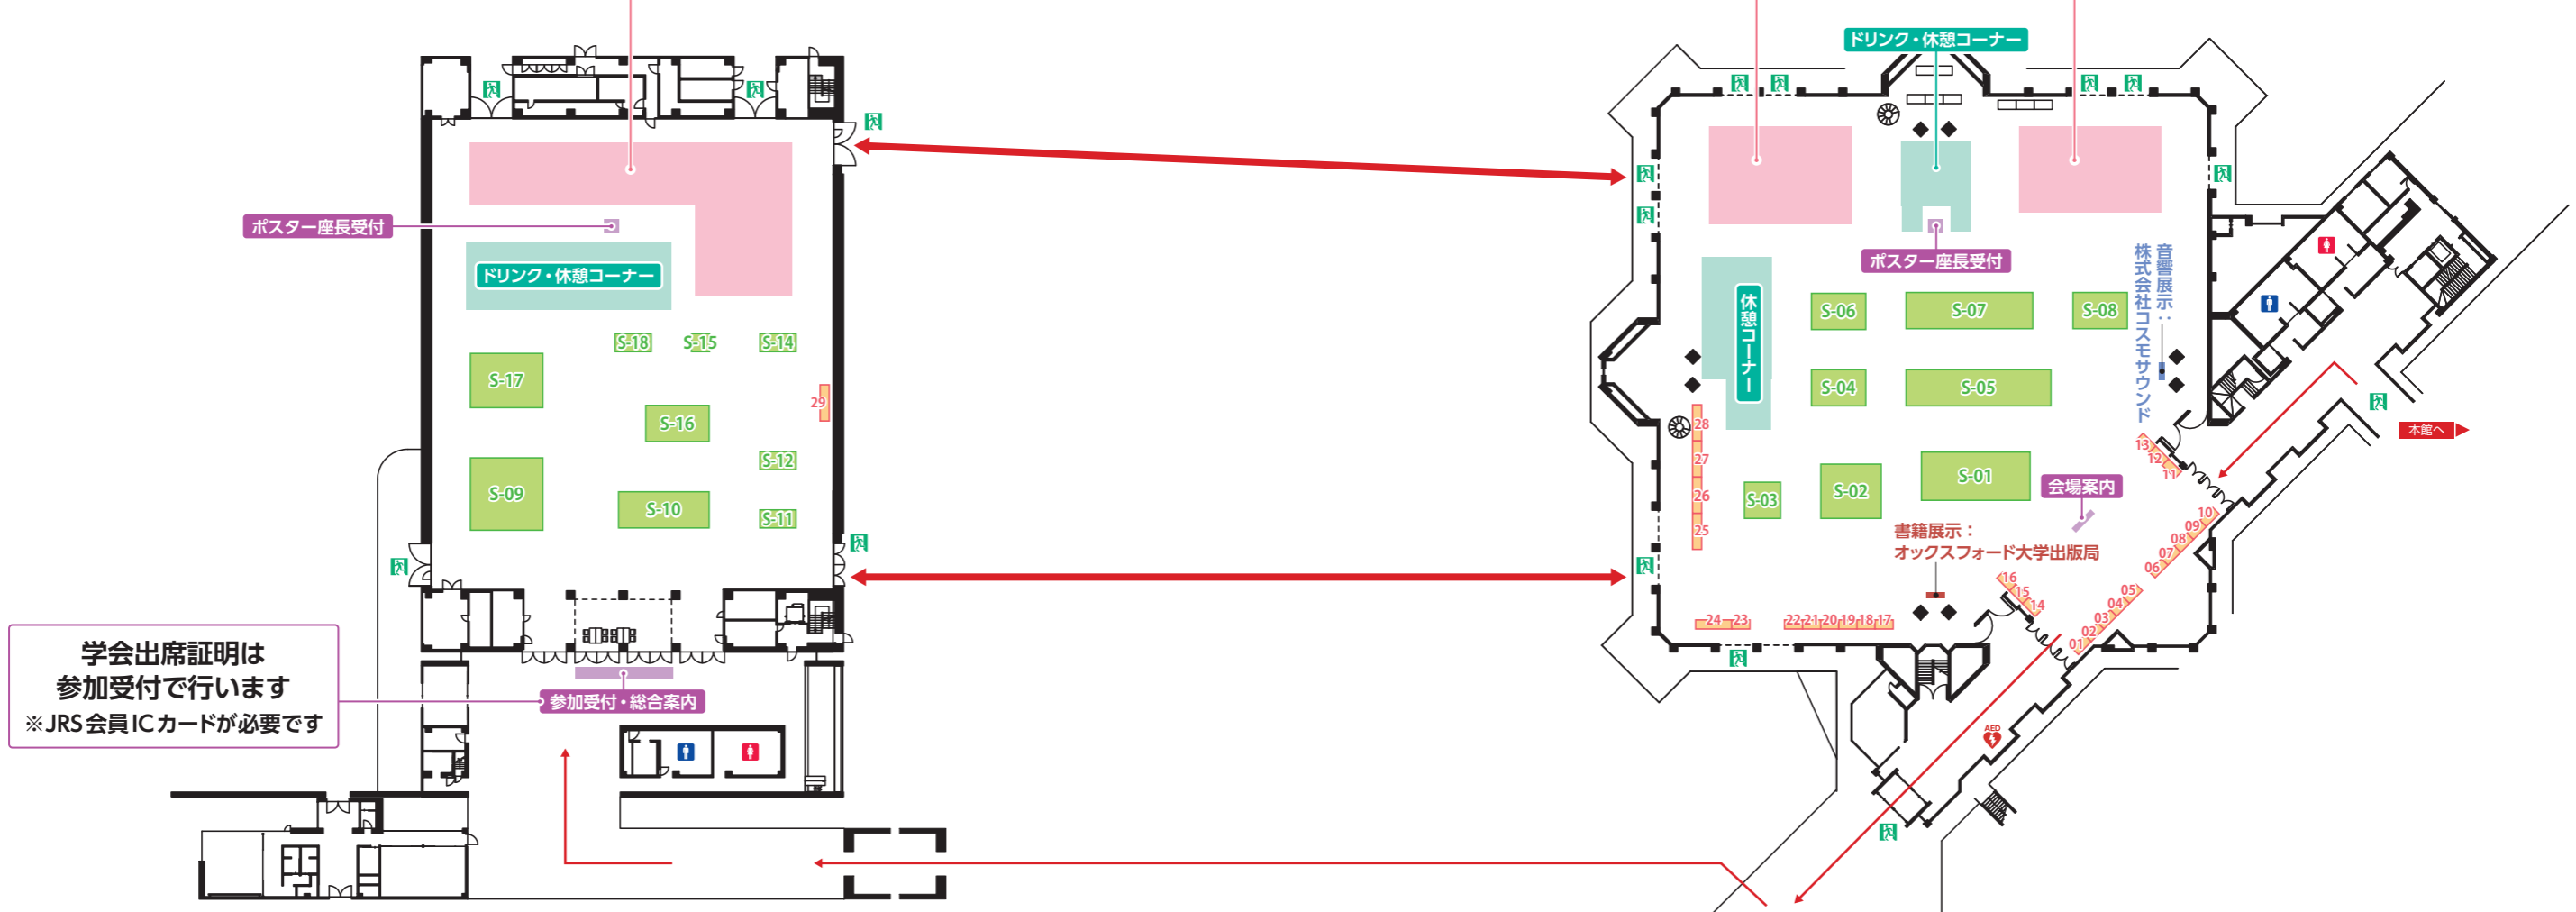 ポスター座長受付
ドリンク・休憩コーナー
S-18
S-15
S-14
S-17
29
S-16
S-12
S-09
S-10
S-11
学会出席証明は
参加受付で行います
※JRS会員ICカードが必要です
参加受付・総合案内
ドリンク・休憩コーナー
ポスター座長受付
音響展示：
株式会社コスモサウンド
休憩コーナー
S-06
S-07
S-08
S-04
S-05
28
27
26
25
S-03
S-02
S-01
会場案内
13
12
11
本館へ
10
09
08
07
06
書籍展示：
オックスフォード大学出版局
16
15
14
05
04
03
02
01
24
23
22
21
20
19
18
17
AED